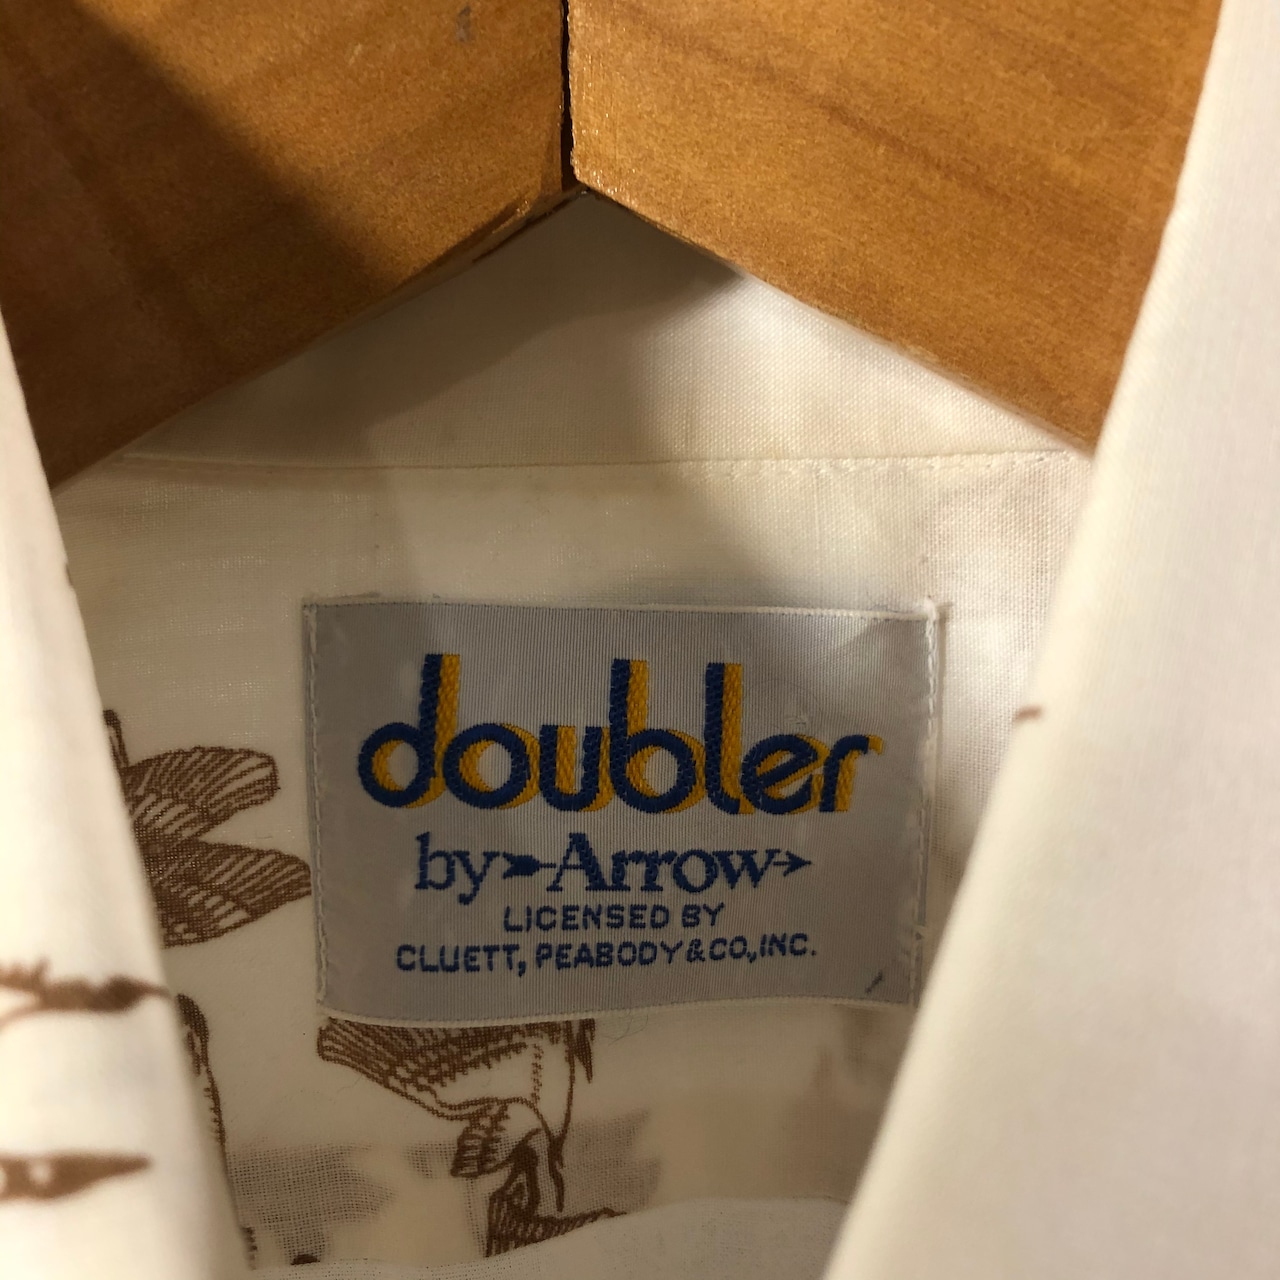 doubler
by Arrow
LICENSED BY
CLUETT, PEABODY & CO., INC.